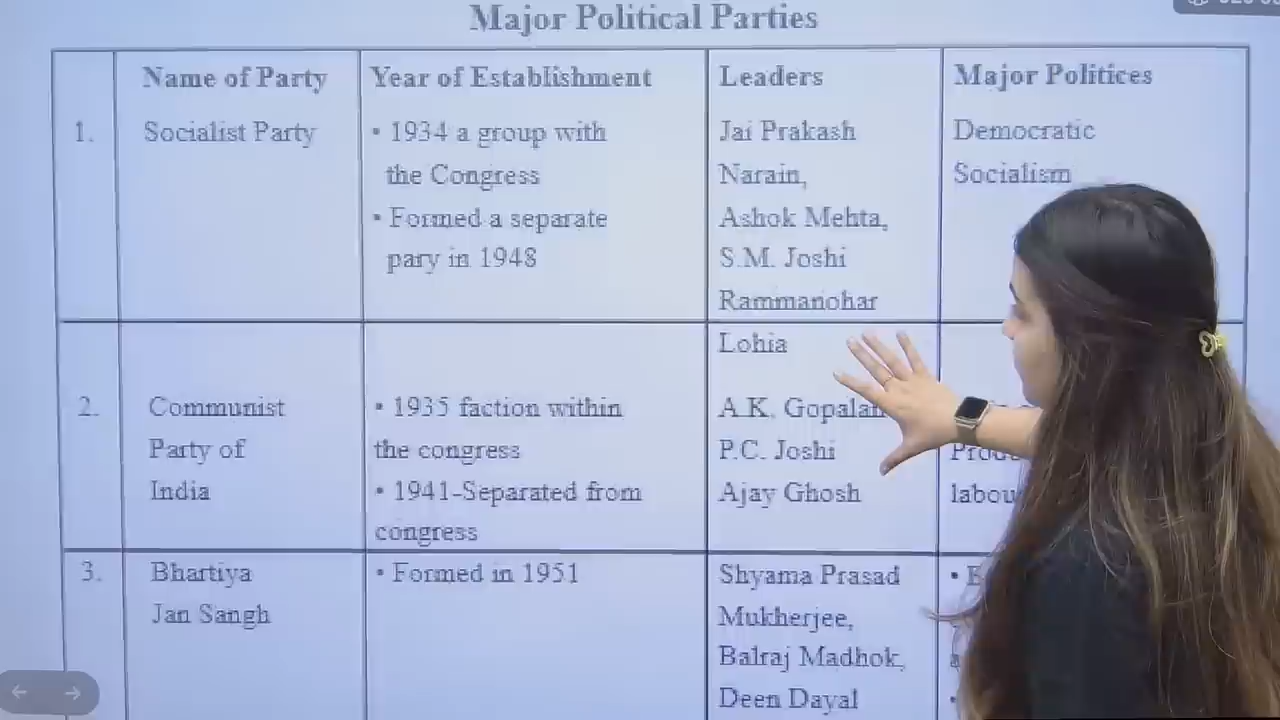 Major Political Parties
Name of Party
Year of Establishment
Leaders
Major Politices
1.
Socialist Party
• 1934 a group with
the Congress
• Formed a separate
pary in 1948
Jai Prakash
Narain,
Ashok Mehta,
S.M. Joshi
Rammanohar
Lohia
Democratic
Socialism
2.
Communist
Party of
India
• 1935 faction within
the congress
• 1941-Separated from
congress
A.K. Gopalan
P.C. Joshi
Ajay Ghosh
3.
Bhartiya
Jan Sangh
• Formed in 1951
Shyama Prasad
Mukherjee,
Balraj Madhok,
Deen Dayal